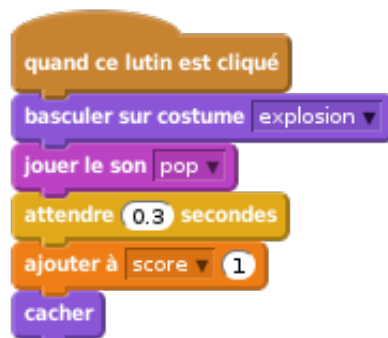 quand ce lutin est cliqué
basculer sur costume explosion
jouer le son pop
attendre 0.3 secondes
ajouter à score 1
cacher